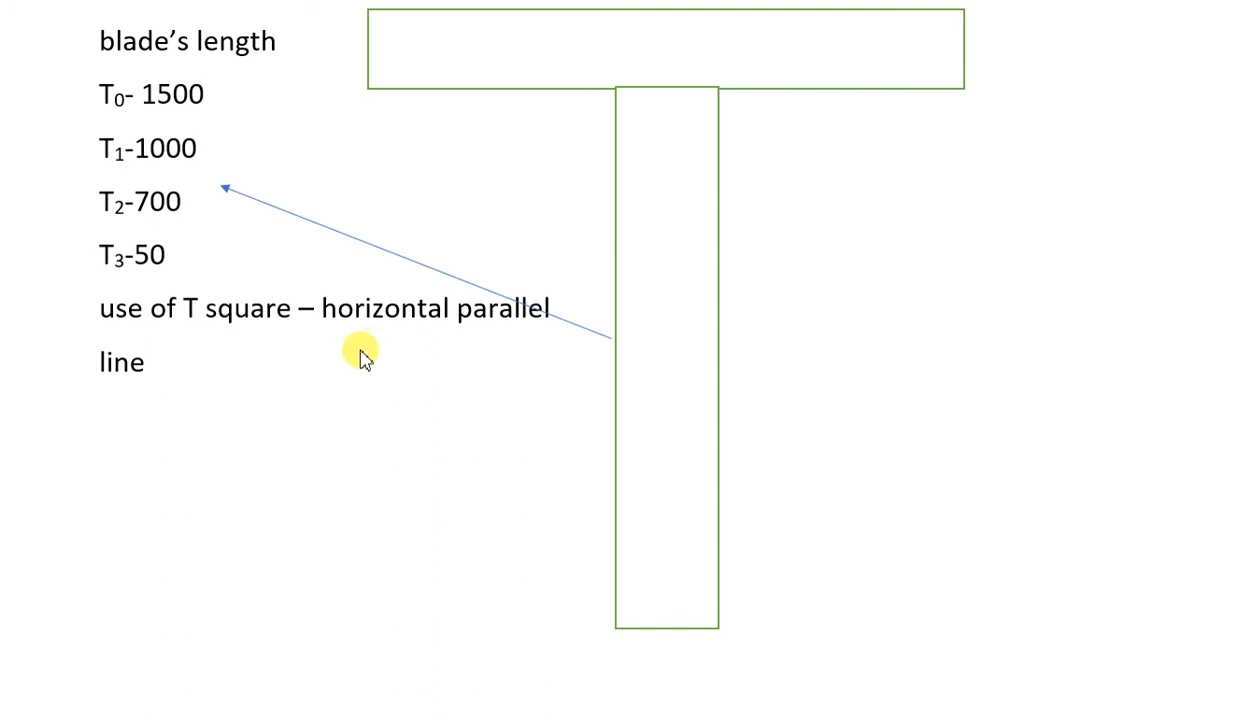 blade’s length
T₀- 1500
T₁-1000
T₂-700
T₃-50
use of T square – horizontal parallel
line